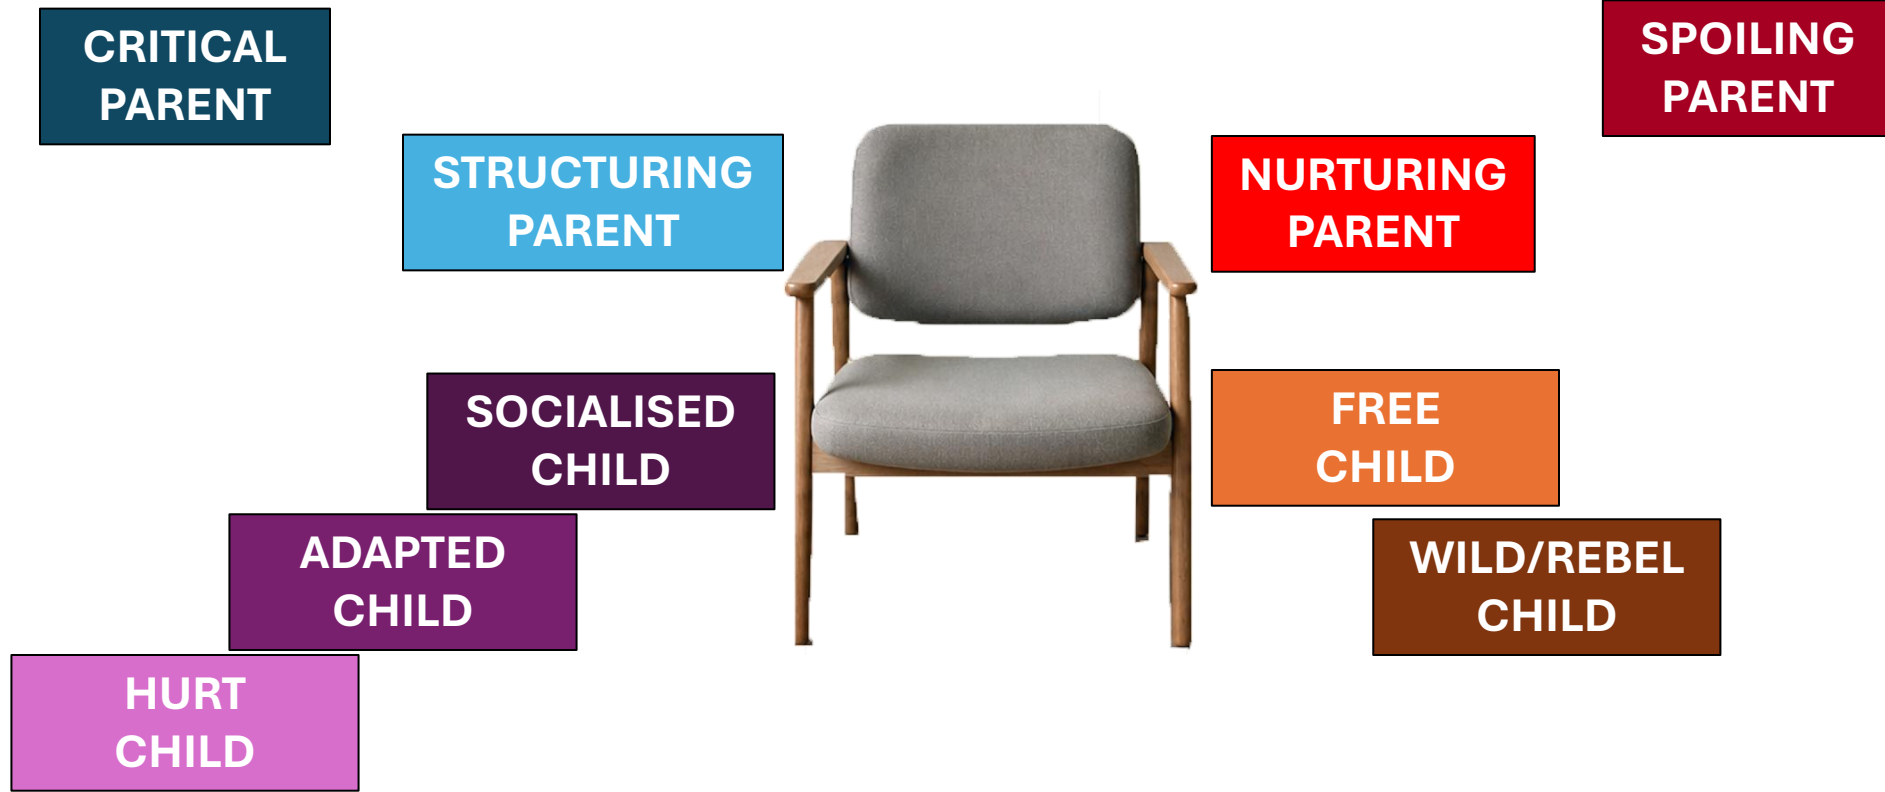 CRITICAL
PARENT
SPOILING
PARENT
STRUCTURING
PARENT
NURTURING
PARENT
SOCIALISED
CHILD
FREE
CHILD
ADAPTED
CHILD
WILD/REBEL
CHILD
HURT
CHILD